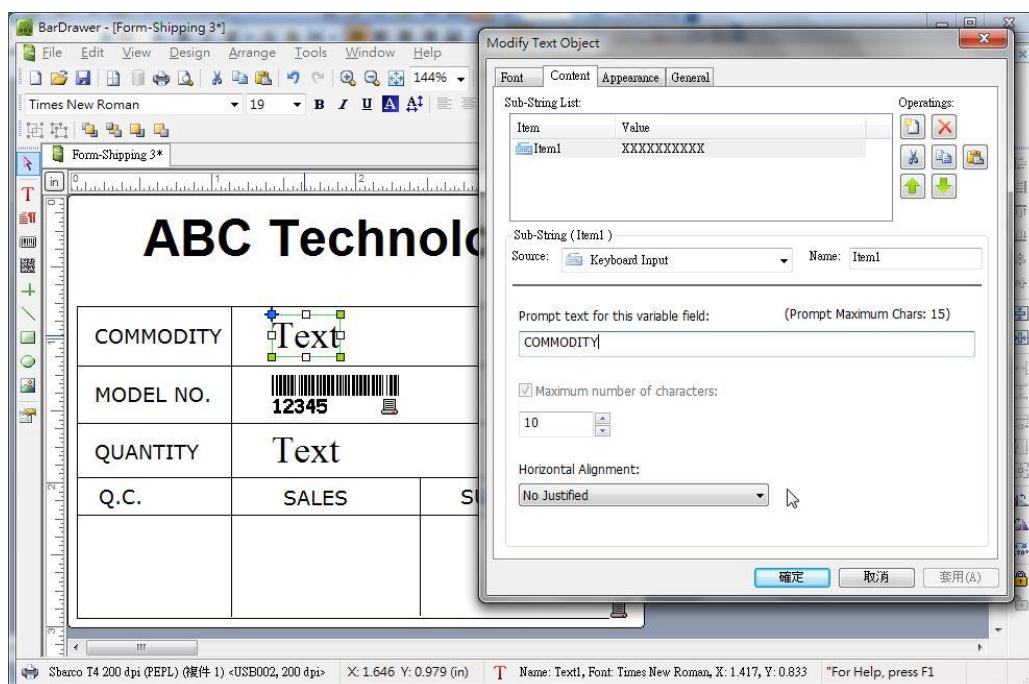 BarDrawer - [Form-Shipping 3*]
File Edit View Design Arrange Tools Window Help
144%
Times New Roman 19 B I U A A
Form-Shipping 3*
in 0 1 2
T
ABC Technolo
COMMODITY Text
MODEL NO. 12345
QUANTITY Text
Q.C. SALES S
Modify Text Object
Font Content Appearance General
Sub-String List: Operatings:
Item Value
Item1 XXXXXXXXXX
Sub-String ( Item1 )
Source: Keyboard Input Name: Item1
Prompt text for this variable field: (Prompt Maximum Chars: 15)
COMMODITY
Maximum number of characters:
10
Horizontal Alignment:
No Justified
確定 取消 套用(A)
Sbarco T4 200 dpi (PEPL) (複件 1) <USB002, 200 dpi> X: 1.646 Y: 0.979 (in) T Name: Text1, Font: Times New Roman, X: 1.417, Y: 0.833 "For Help, press F1